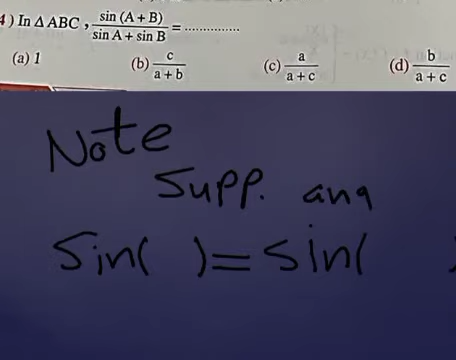 4) In Δ ABC , sin (A + B) / sin A + sin B = ...............
(a) 1 (b) c / a + b (c) a / a + c (d) b / a + c
Note
Supp. ang
Sin( ) = sin(